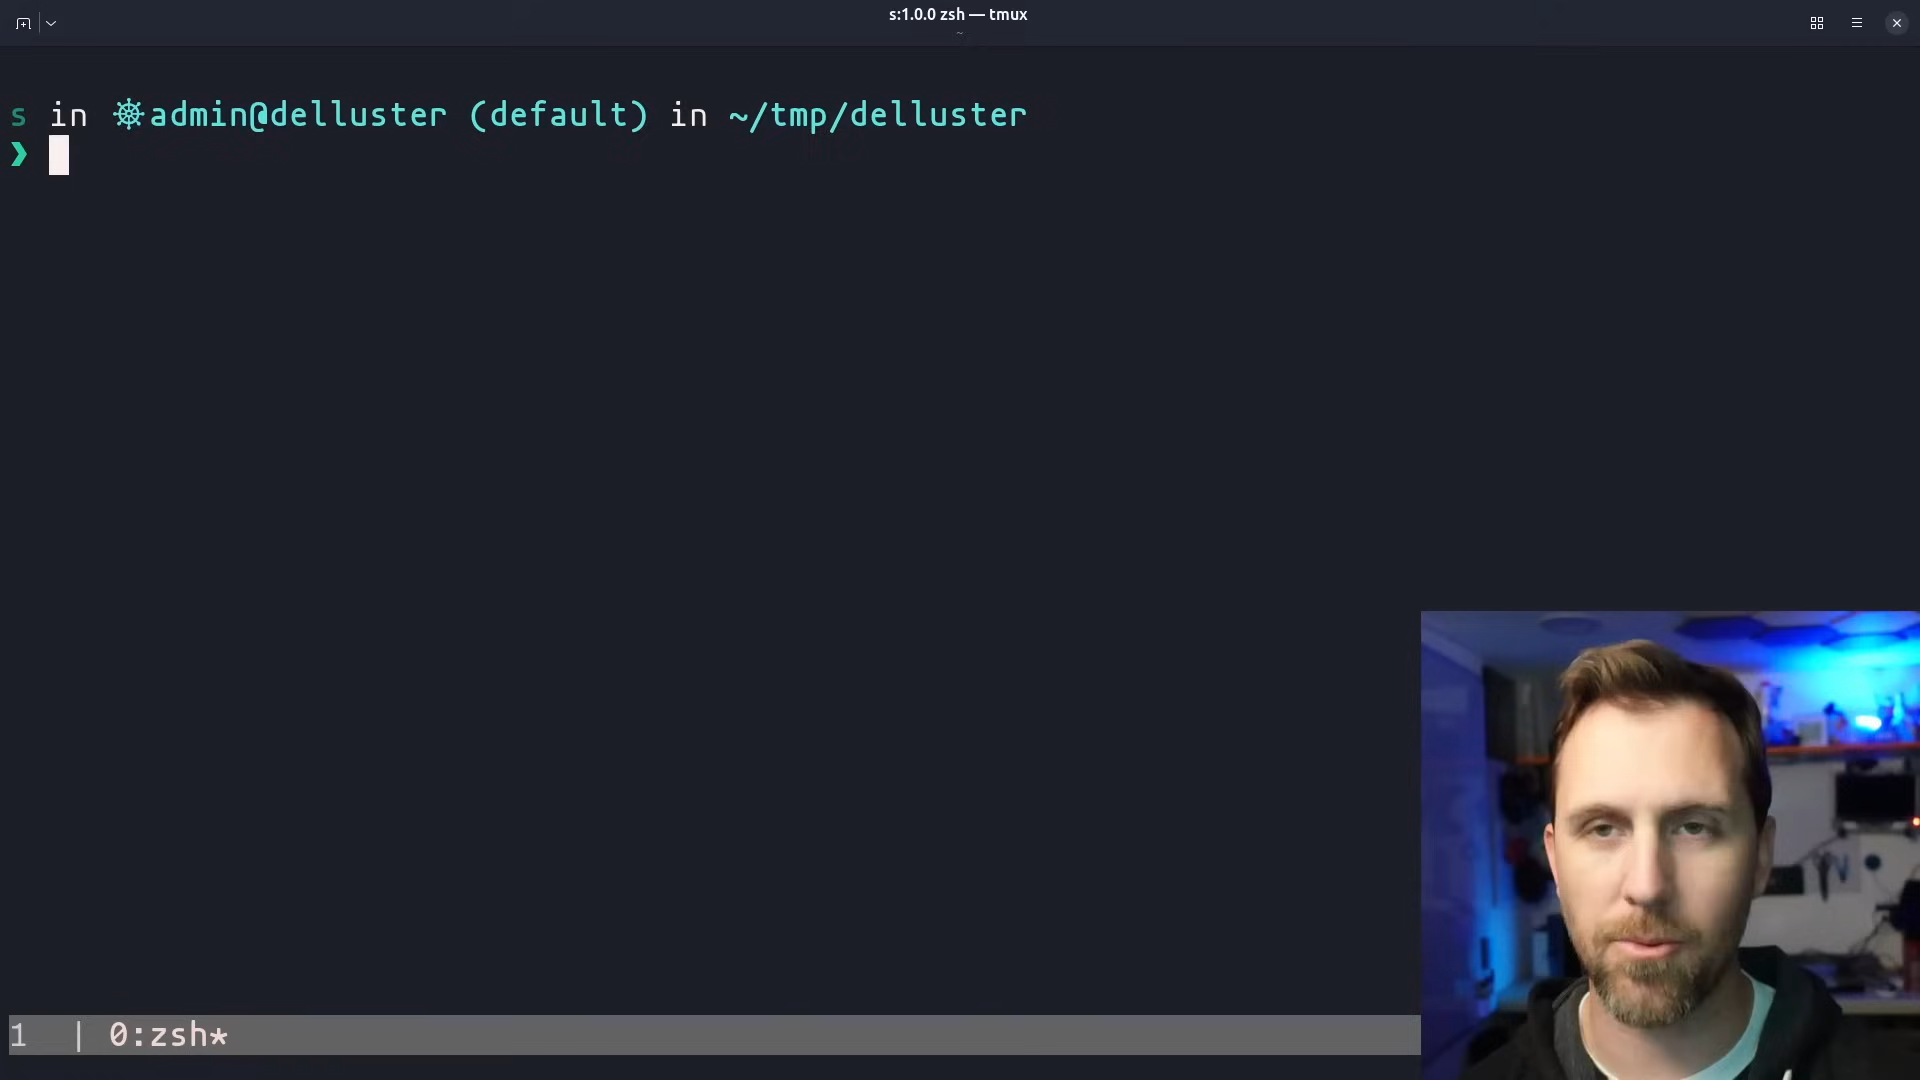 s:1.0.0 zsh — tmux
~
s in ⎈admin@delluster (default) in ~/tmp/delluster
❯
1 | 0:zsh*